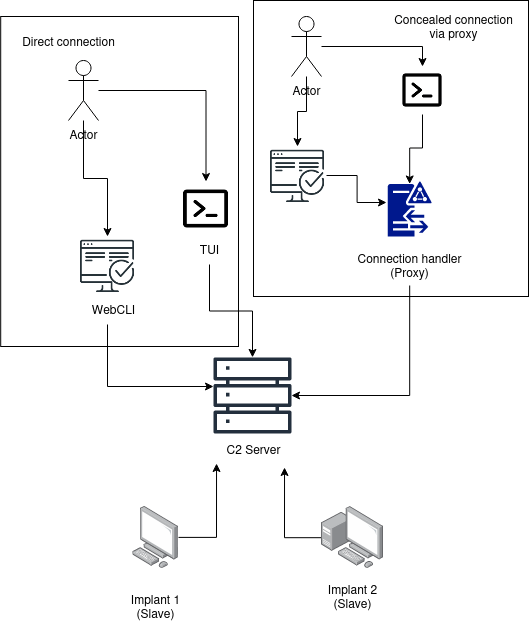 Direct connection
Actor
TUI
WebCLI
Concealed connection
via proxy
Actor
Connection handler
(Proxy)
C2 Server
Implant 1
(Slave)
Implant 2
(Slave)